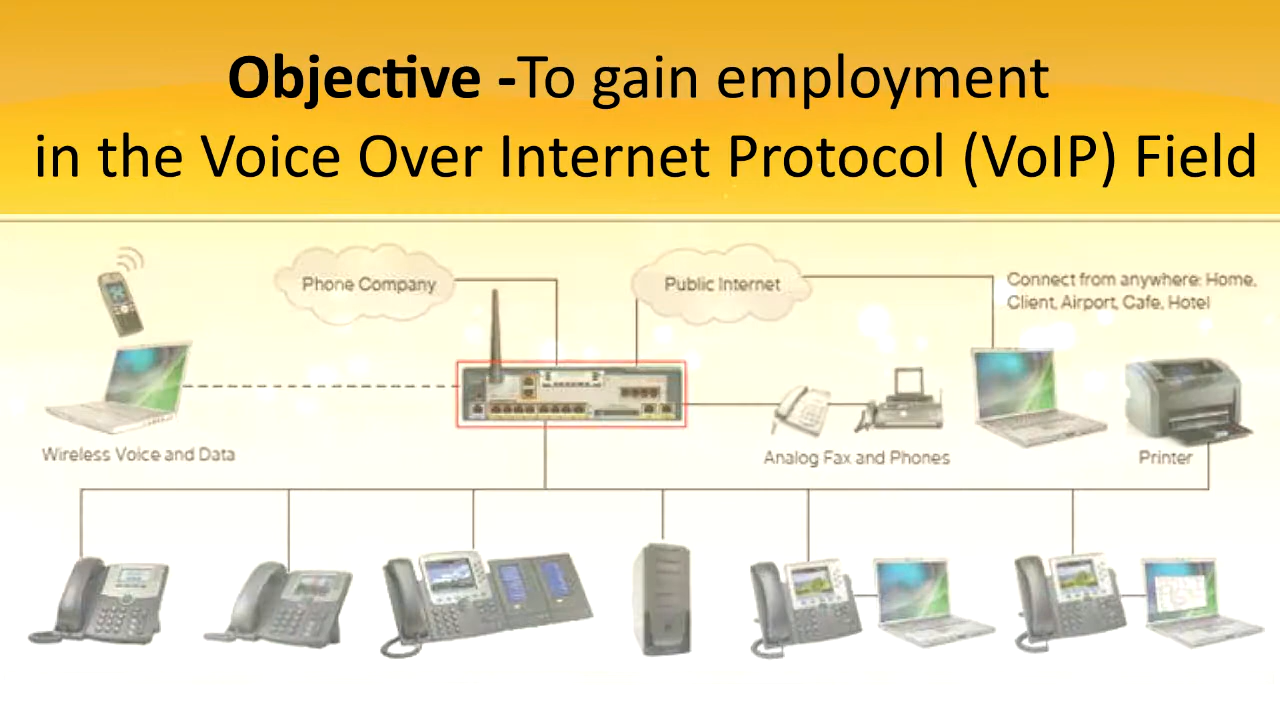 Objective -To gain employment
in the Voice Over Internet Protocol (VoIP) Field
Phone Company
Public Internet
Connect from anywhere: Home,
Client, Airport, Cafe, Hotel
Wireless Voice and Data
Analog Fax and Phones
Printer